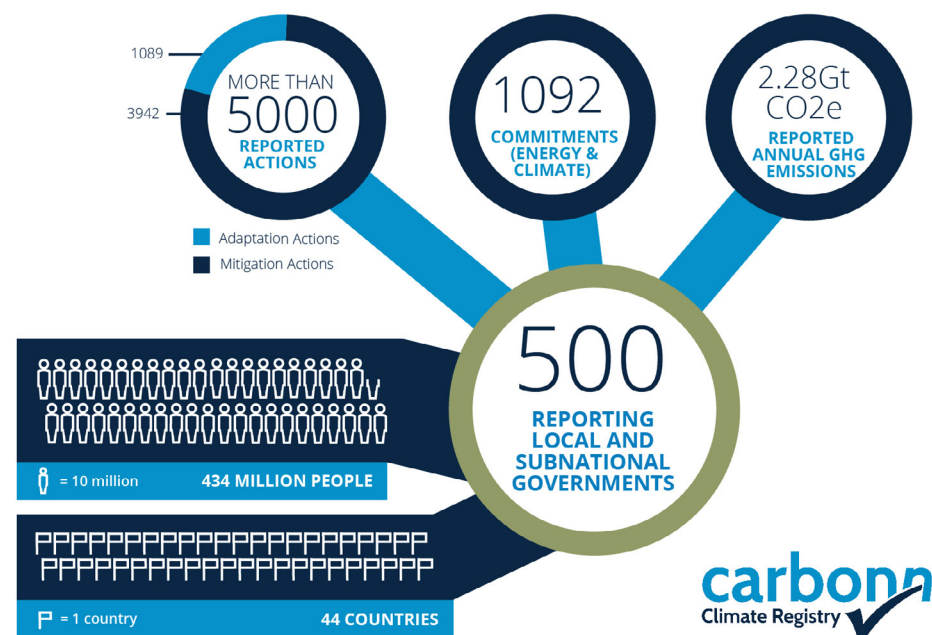 1089
3942
MORE THAN
5000
REPORTED
ACTIONS
1092
COMMITMENTS
(ENERGY &
CLIMATE)
2.28Gt
CO2e
REPORTED
ANNUAL GHG
EMISSIONS
Adaptation Actions
Mitigation Actions
500
REPORTING
LOCAL AND
SUBNATIONAL
GOVERNMENTS
= 10 million
434 MILLION PEOPLE
= 1 country
44 COUNTRIES
carbonn
Climate Registry